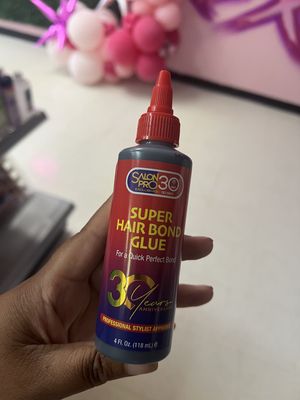 SALON
PRO 30
SUPER
HAIR BOND
GLUE
For a Quick Perfect Bond
30 Years
ANNIVERSARY
PROFESSIONAL STYLIST APPROVED
4 Fl. Oz. (118 mL) e